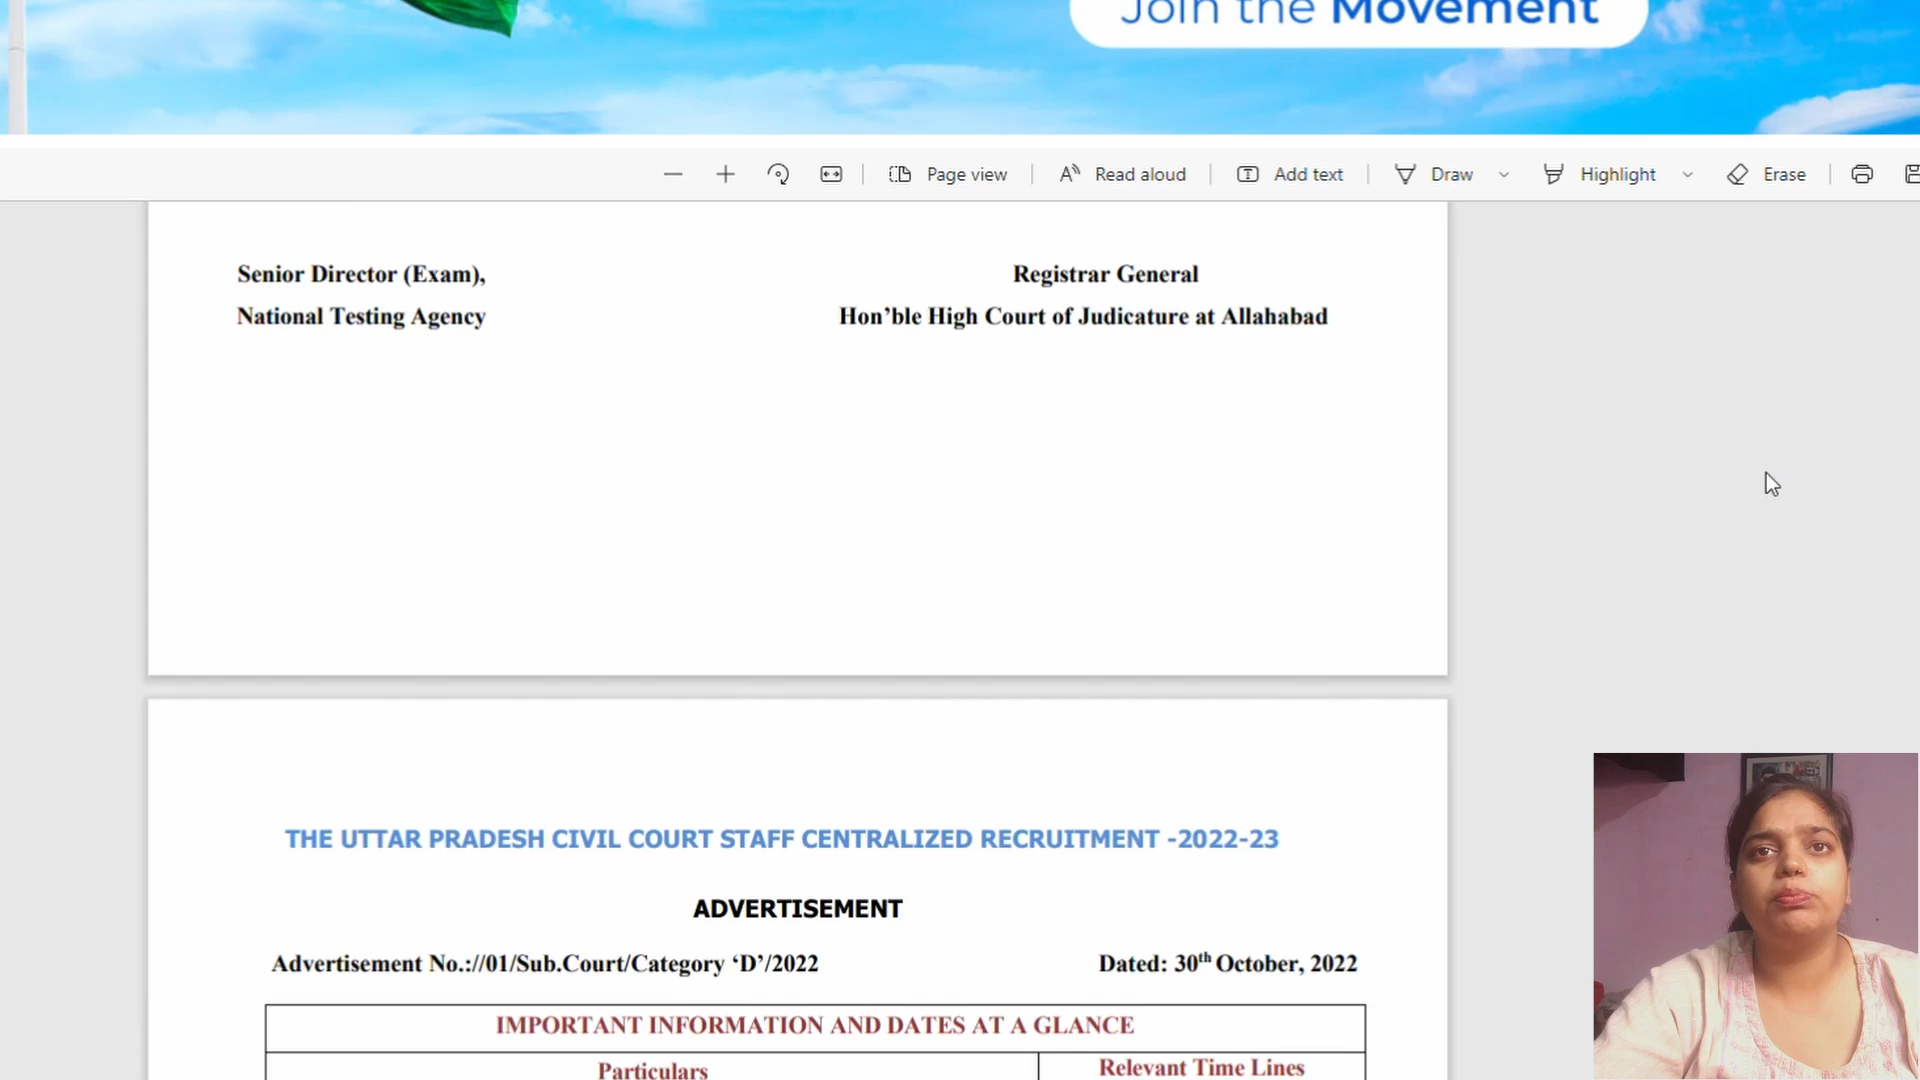 Join the Movement
Page view
Read aloud
Add text
Draw
Highlight
Erase
Senior Director (Exam),
Registrar General
National Testing Agency
Hon’ble High Court of Judicature at Allahabad
THE UTTAR PRADESH CIVIL COURT STAFF CENTRALIZED RECRUITMENT -2022-23
ADVERTISEMENT
Advertisement No.://01/Sub.Court/Category ‘D’/2022
Dated: 30th October, 2022
IMPORTANT INFORMATION AND DATES AT A GLANCE
Particulars
Relevant Time Lines